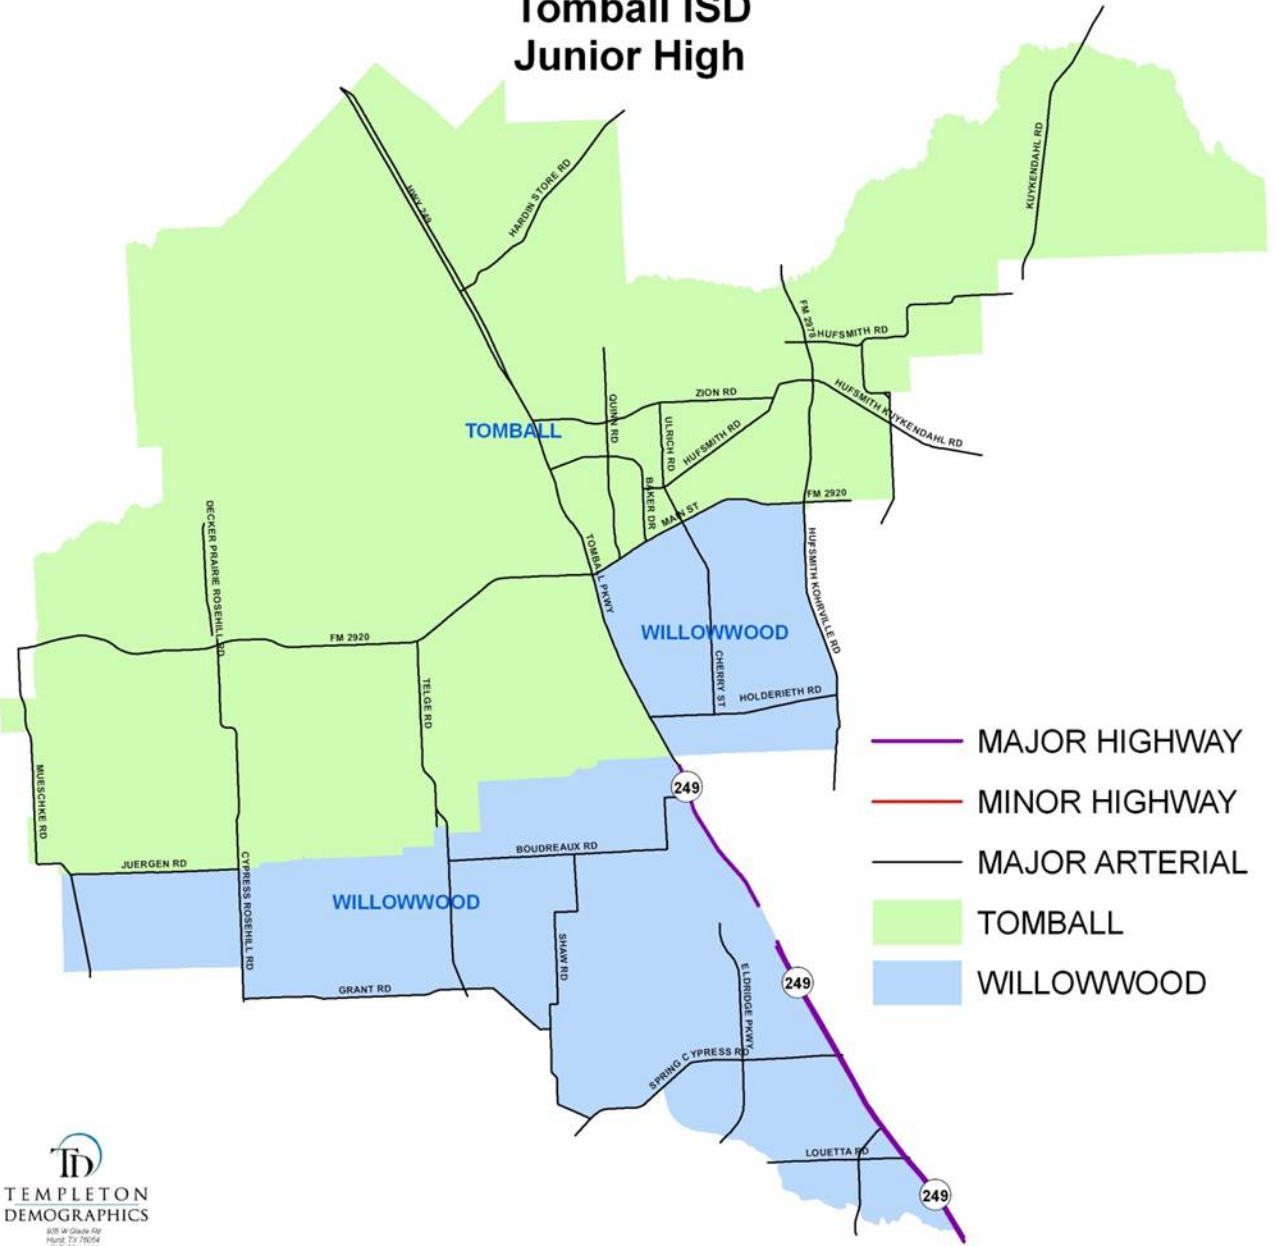 Tomball ISD
Junior High
KUYKENDAHL RD
HWY 249
HARDIN STORE RD
FM 2978
HUFSMITH RD
ZION RD
HUFSMITH KUYKENDAHL RD
QUINN RD
ULRICH RD
HUFSMITH RD
TOMBALL
BAKER DR
MAIN ST
FM 2920
DECKER PRAIRIE ROSEHILL RD
TOMBALL PKWY
HUFSMITH KOHRVILLE RD
WILLOWWOOD
FM 2920
TELGE RD
CHERRY ST
HOLDERIETH RD
MUESCHKE RD
249
JUERGEN RD
BOUDREAUX RD
CYPRESS ROSEHILL RD
WILLOWWOOD
SHAW RD
ELDRIDGE PKWY
249
GRANT RD
SPRING CYPRESS RD
LOUETTA RD
249
MAJOR HIGHWAY
MINOR HIGHWAY
MAJOR ARTERIAL
TOMBALL
WILLOWWOOD
TD
TEMPLETON
DEMOGRAPHICS
Hurst, TX 76054